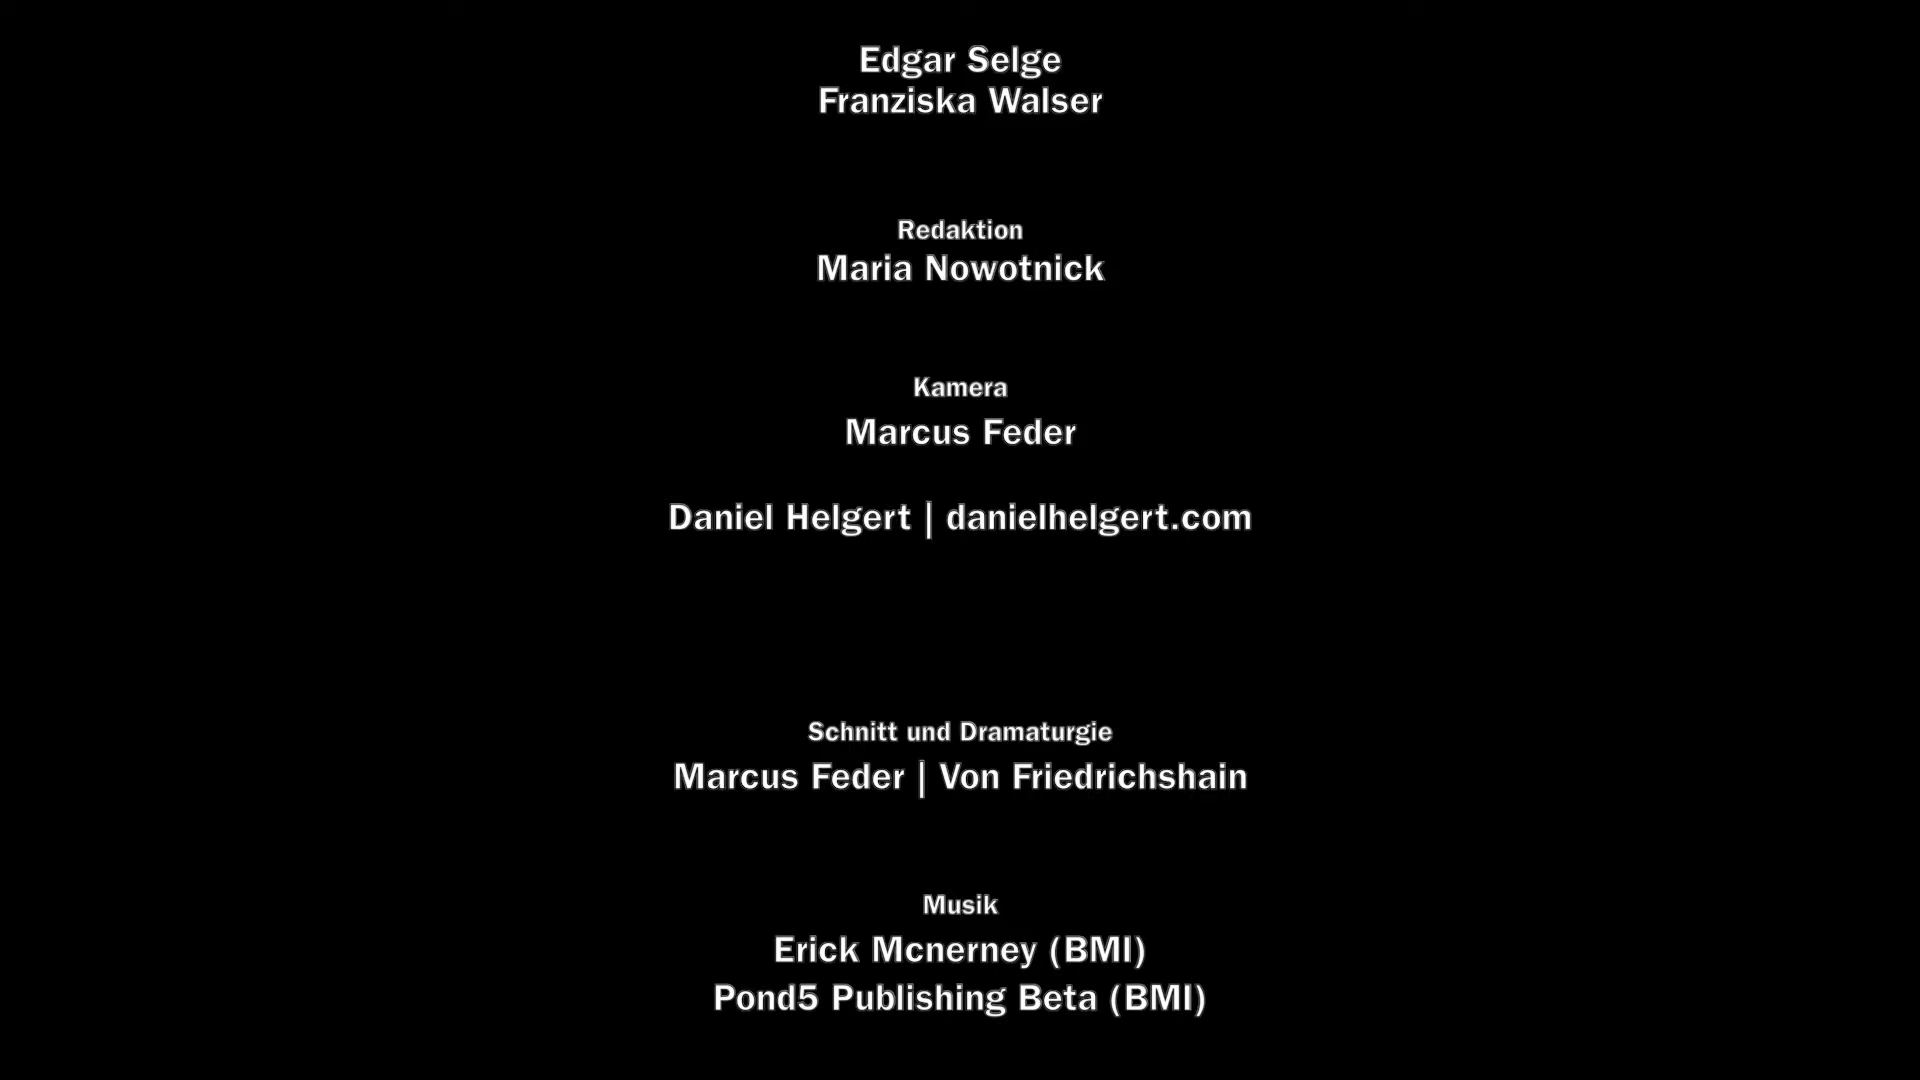 Edgar Selge
Franziska Walser
Redaktion
Maria Nowotnick
Kamera
Marcus Feder
Daniel Helgert | danielhelgert.com
Schnitt und Dramaturgie
Marcus Feder | Von Friedrichshain
Musik
Erick Mcnerney (BMI)
Pond5 Publishing Beta (BMI)